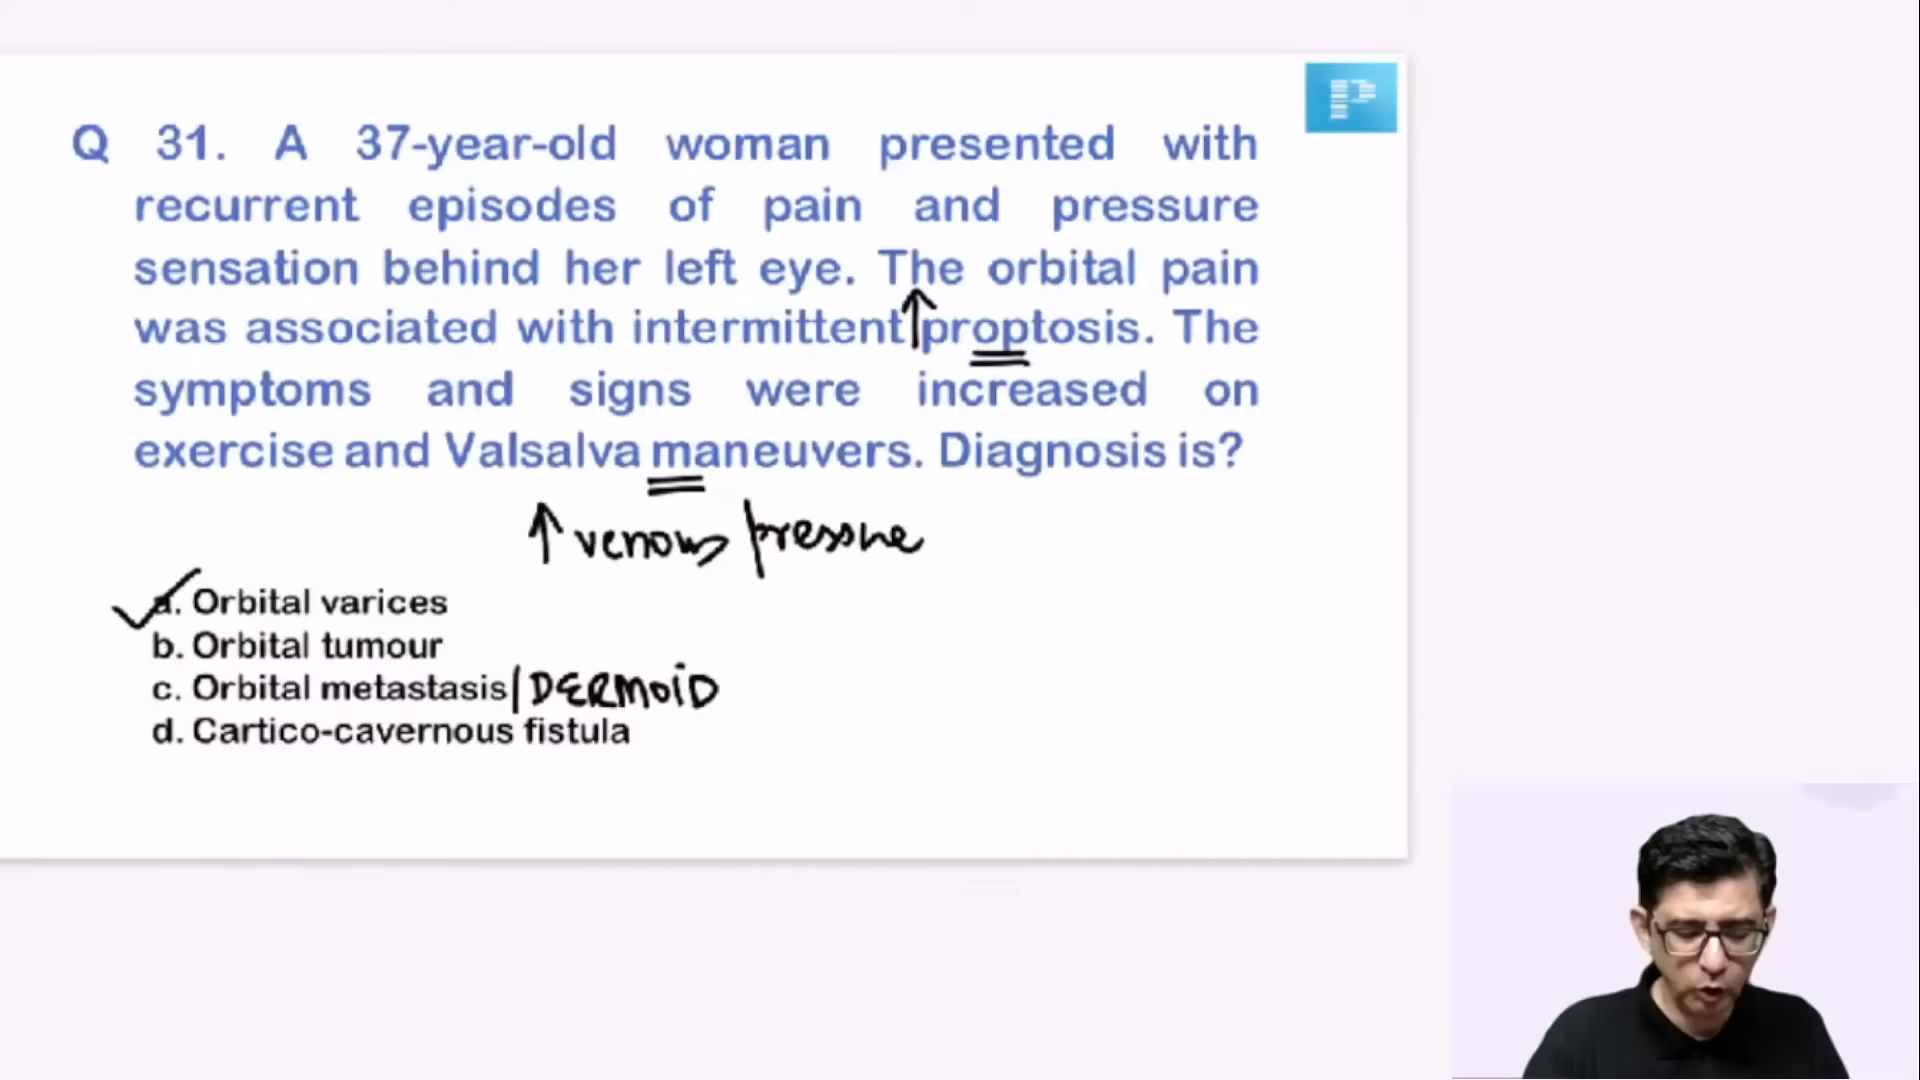 Q 31. A 37-year-old woman presented with
recurrent episodes of pain and pressure
sensation behind her left eye. The orbital pain
was associated with intermittent ↑proptosis. The
symptoms and signs were increased on
exercise and Valsalva maneuvers. Diagnosis is?
↑ venous pressure
a. Orbital varices
b. Orbital tumour
c. Orbital metastasis/DERMOiD
d. Cartico-cavernous fistula
P